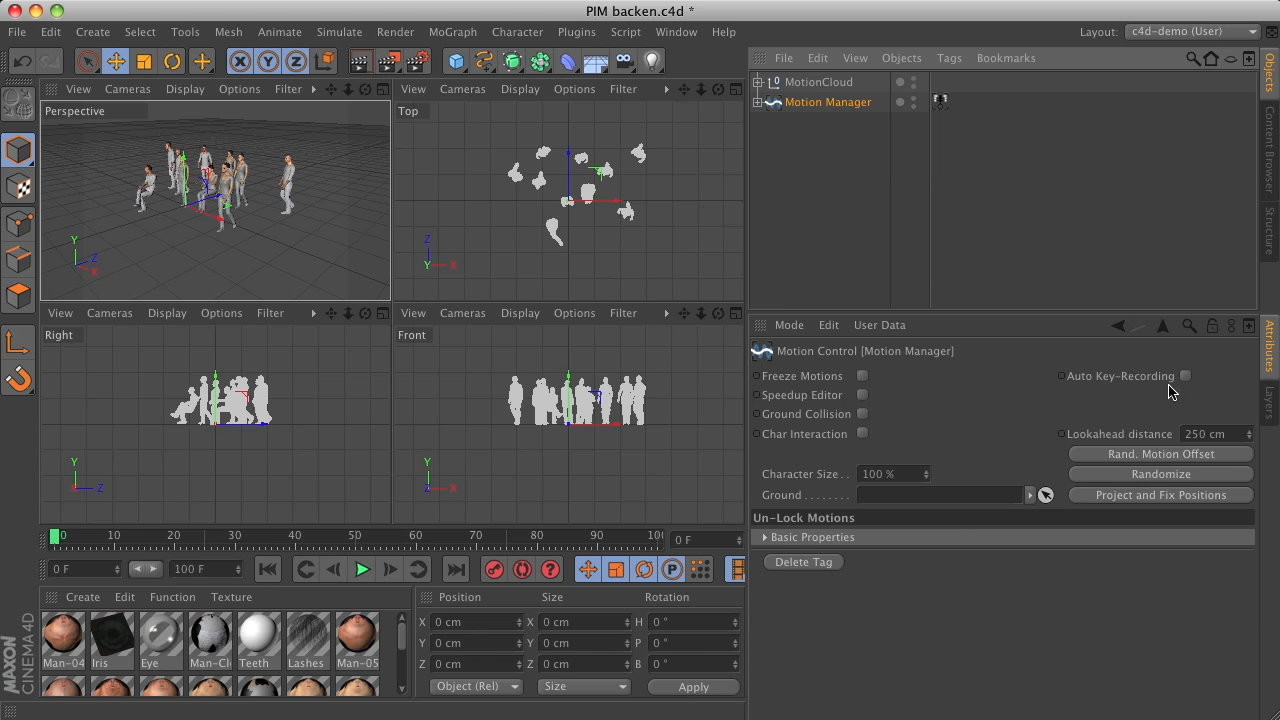 PIM backen.c4d *
File Edit Create Select Tools Mesh Animate Simulate Render MoGraph Character Plugins Script Window Help Layout: c4d-demo (User)
File Edit View Objects Tags Bookmarks
MotionCloud
Motion Manager
Objects
Content Browser
Structure
View Cameras Display Options Filter
View Cameras Display Options Filter
Perspective
Top
Y
Z
X
Z
Y
X
View Cameras Display Options Filter
View Cameras Display Options Filter
Right
Front
Y
X
Z
Y
Z
X
Mode Edit User Data
Motion Control [Motion Manager]
Freeze Motions
Auto Key-Recording
Speedup Editor
Ground Collision
Char Interaction
Lookahead distance 250 cm
Rand. Motion Offset
Character Size . . 100 %
Randomize
Ground . . . . . . . .
Project and Fix Positions
Un-Lock Motions
Basic Properties
Delete Tag
Attributes
Layers
0 10 20 30 40 50 60 70 80 90 100
0 F
0 F 100 F
P
Create Edit Function Texture
Man-04 Iris Eye Man-Cl Teeth Lashes Man-05
Position Size Rotation
X 0 cm X 0 cm H 0 °
Y 0 cm Y 0 cm P 0 °
Z 0 cm Z 0 cm B 0 °
Object (Rel) Size Apply
MAXON
CINEMA 4D